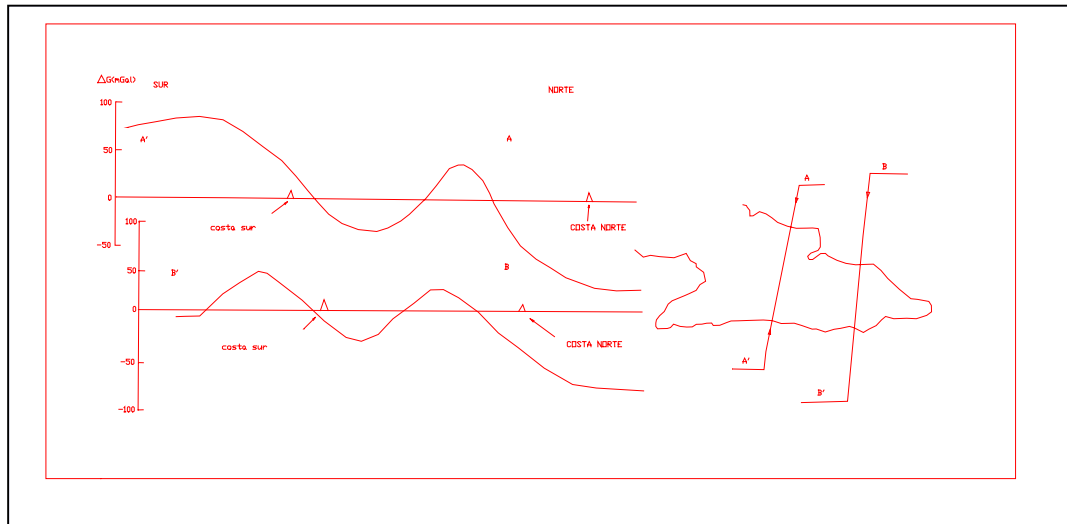 △G(mGal)
SUR
NORTE
100
A'
A
50
0
costa sur
COSTA NORTE
-50
100
B'
B
50
0
costa sur
COSTA NORTE
-50
-100
A
B
A'
B'